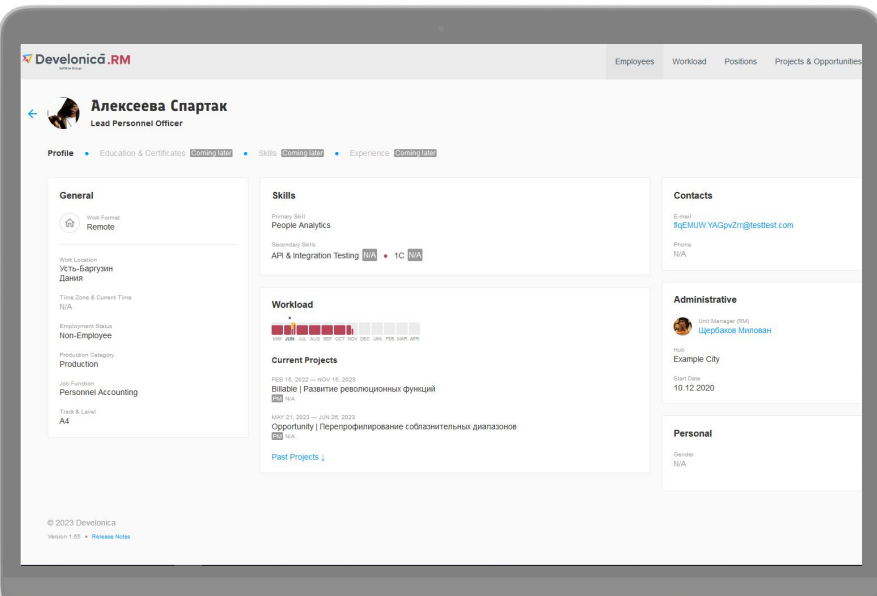 Develonica.RM
Employees Workload Positions Projects & Opportunities
Алексеева Спартак
Lead Personnel Officer
Profile • Education & Certificates Coming later • Skills Coming later • Experience Coming later
General
Work Format
Remote
Work Location
Усть-Баргузин
Дания
Time Zone & Current Time
N/A
Employment Status
Non-Employee
Production Category
Production
Job Function
Personnel Accounting
Track & Level
A4
Skills
Primary Skill
People Analytics
Secondary Skills
API & Integration Testing N/A • 1C N/A
Workload
MAY JUN JUL AUG SEP OCT NOV DEC JAN FEB MAR APR
Current Projects
FEB 15, 2022 — NOV 15, 2023
Billable | Развитие революционных функций
PM N/A
MAY 21, 2023 — JUN 26, 2023
Opportunity | Перепрофилирование соблазнительных диапазонов
PM N/A
Past Projects ↓
Contacts
E-mail
Phone
N/A
Administrative
Unit Manager (RM)
Щербаков Милован
Hub
Example City
Start Date
10.12.2020
Personal
Gender
N/A
© 2023 Develonica
Version 1.65 • Release Notes